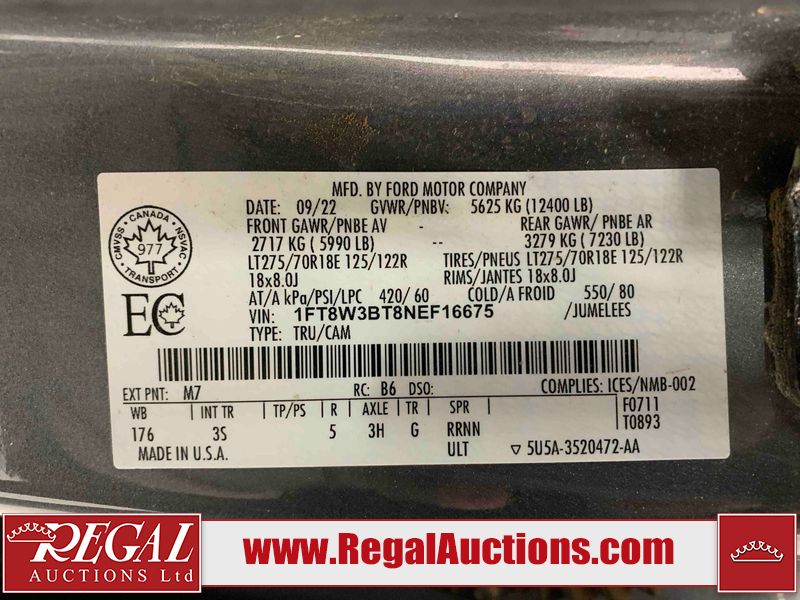 MFD. BY FORD MOTOR COMPANY
DATE: 09/22 GVWR/PNBV: 5625 KG (12400 LB)
FRONT GAWR/PNBE AV - REAR GAWR/ PNBE AR
2717 KG ( 5990 LB) -- 3279 KG ( 7230 LB)
LT275/70R18E 125/122R TIRES/PNEUS LT275/70R18E 125/122R
18x8.0J RIMS/JANTES 18x8.0J
AT/A kPa/PSI/LPC 420/ 60 COLD/A FROID 550/ 80
VIN: 1FT8W3BT8NEF16675 /JUMELEES
TYPE: TRU/CAM
CMVSS · CANADA · NSVAC
977
TRANSPORT
EC
EXT PNT: M7 RC: B6 DSO: COMPLIES: ICES/NMB-002
WB INT TR TP/PS R AXLE TR SPR F0711
176 3S 5 3H G RRNN T0893
MADE IN U.S.A. ULT ▽ 5U5A-3520472-AA
REGAL
AUCTIONS Ltd
www.RegalAuctions.com